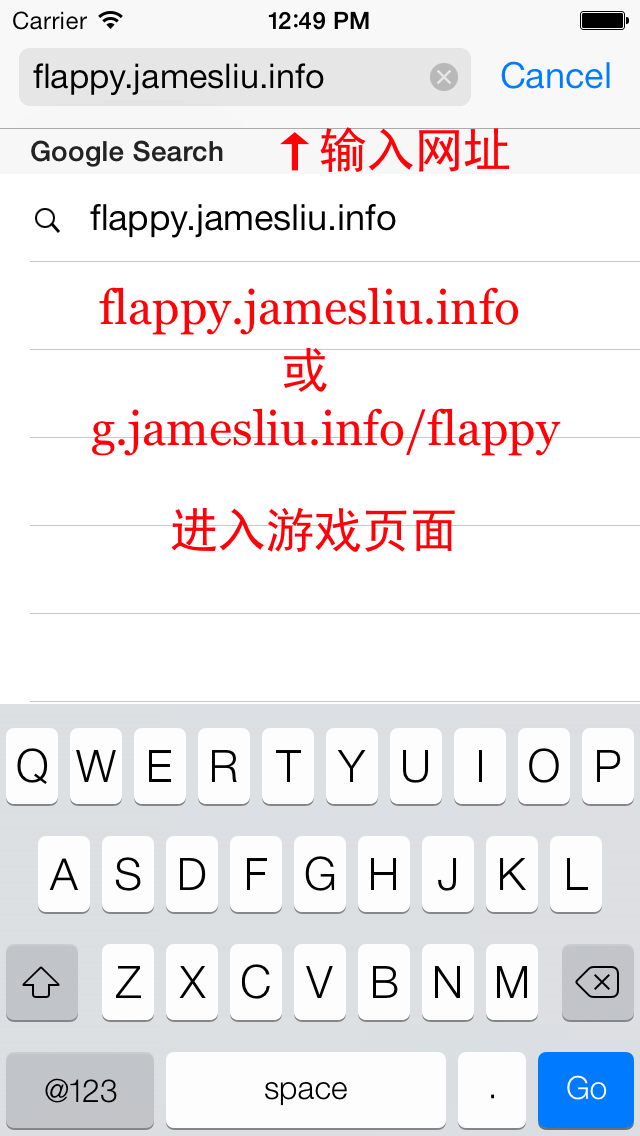 Carrier 12:49 PM
flappy.jamesliu.info Cancel
Google Search ↑输入网址
flappy.jamesliu.info
flappy.jamesliu.info
或
g.jamesliu.info/flappy
进入游戏页面
Q W E R T Y U I O P
A S D F G H J K L
Z X C V B N M
@123 space . Go